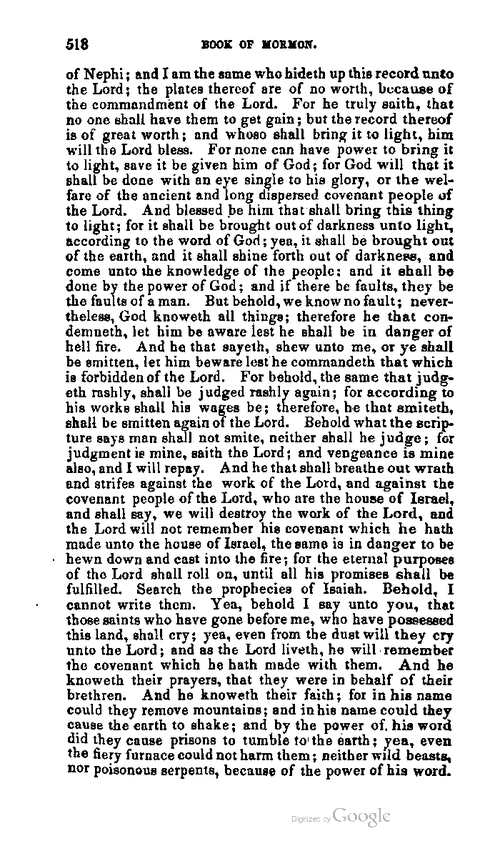 518 BOOK OF MORMON.
of Nephi; and I am the same who hideth up this record unto
the Lord; the plates thereof are of no worth, because of
the commandment of the Lord. For he truly saith, that
no one shall have them to get gain; but the record thereof
is of great worth; and whoso shall bring it to light, him
will the Lord bless. For none can have power to bring it
to light, save it be given him of God; for God will that it
shall be done with an eye single to his glory, or the wel-
fare of the ancient and long dispersed covenant people of
the Lord. And blessed be him that shall bring this thing
to light; for it shall be brought out of darkness unto light,
according to the word of God; yea, it shall be brought out
of the earth, and it shall shine forth out of darkness, and
come unto the knowledge of the people: and it shall be
done by the power of God; and if there be faults, they be
the faults of a man. But behold, we know no fault; never-
theless, God knoweth all things; therefore he that con-
demneth, let him be aware lest he shall be in danger of
hell fire. And he that sayeth, shew unto me, or ye shall
be smitten, let him beware lest he commandeth that which
is forbidden of the Lord. For behold, the same that judg-
eth rashly, shall be judged rashly again; for according to
his works shall his wages be; therefore, he that smiteth,
shall be smitten again of the Lord. Behold what the scrip-
ture says man shall not smite, neither shall he judge; for
judgment is mine, saith the Lord; and vengeance is mine
also, and I will repay. And he that shall breathe out wrath
and strifes against the work of the Lord, and against the
covenant people of the Lord, who are the house of Israel,
and shall say, we will destroy the work of the Lord, and
the Lord will not remember his covenant which he hath
made unto the house of Israel, the same is in danger to be
hewn down and cast into the fire; for the eternal purposes
of the Lord shall roll on, until all his promises shall be
fulfilled. Search the prophecies of Isaiah. Behold, I
cannot write them. Yea, behold I say unto you, that
those saints who have gone before me, who have possessed
this land, shall cry; yea, even from the dust will they cry
unto the Lord; and as the Lord liveth, he will remember
the covenant which he hath made with them. And he
knoweth their prayers, that they were in behalf of their
brethren. And he knoweth their faith; for in his name
could they remove mountains; and in his name could they
cause the earth to shake; and by the power of his word
did they cause prisons to tumble to the earth; yea, even
the fiery furnace could not harm them; neither wild beasts,
nor poisonous serpents, because of the power of his word.
Digitized by Google